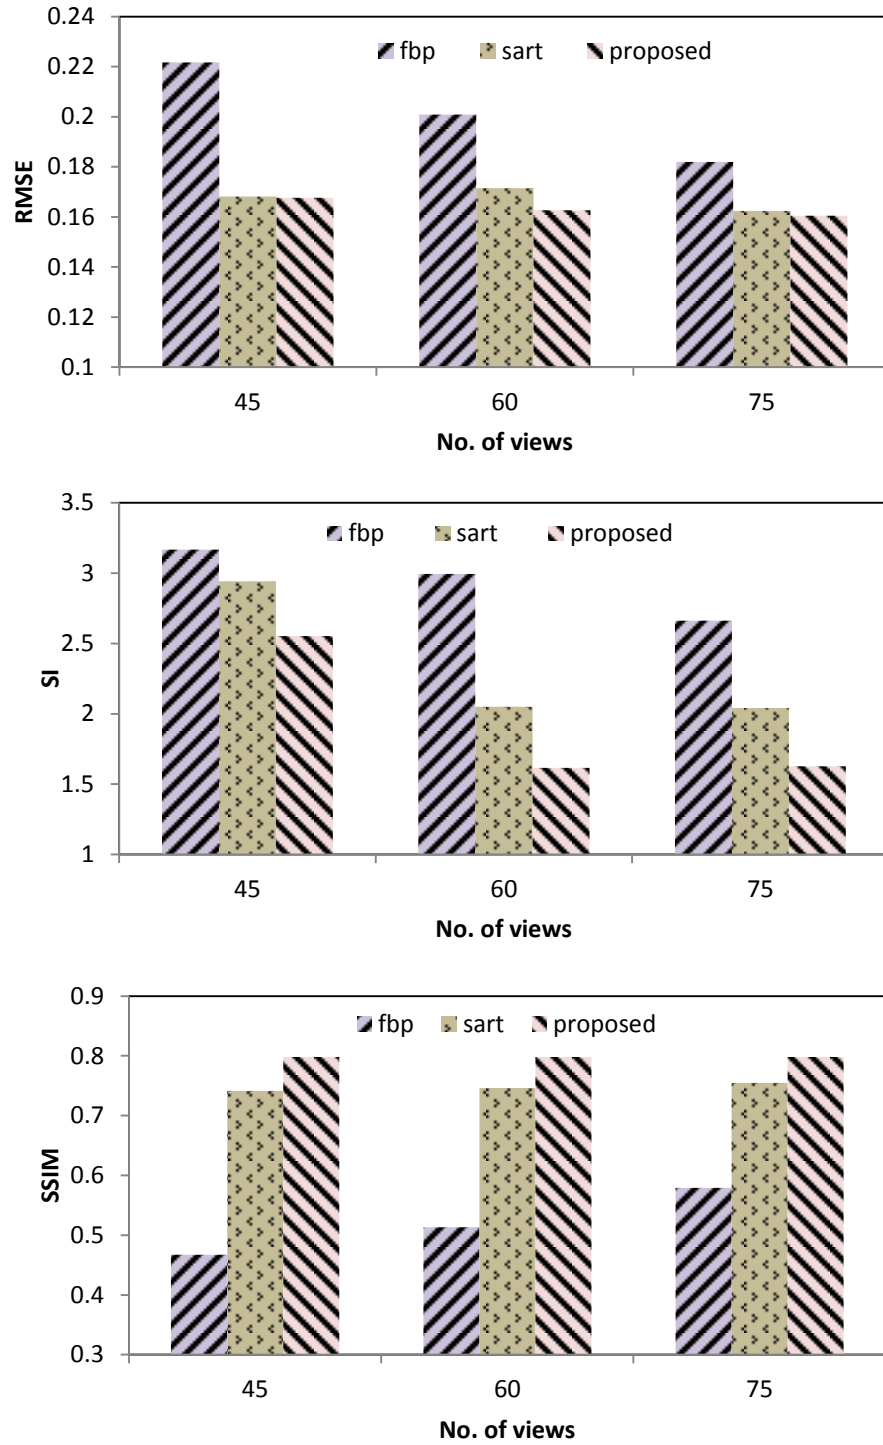 0.24
fbp sart proposed
0.22
0.2
0.18
0.16
0.14
0.12
0.1
RMSE
45 60 75
No. of views
3.5
fbp sart proposed
3
2.5
2
1.5
1
SI
45 60 75
No. of views
0.9
fbp sart proposed
0.8
0.7
0.6
0.5
0.4
0.3
SSIM
45 60 75
No. of views